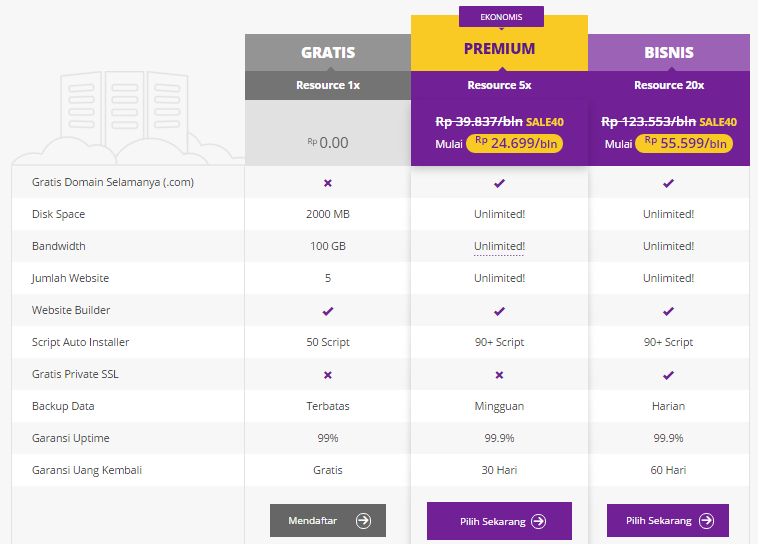 EKONOMIS
GRATIS PREMIUM BISNIS
Resource 1x Resource 5x Resource 20x
Rp 39.837/bln SALE40 Rp 123.553/bln SALE40
Rp 0.00 Mulai Rp 24.699/bln Mulai Rp 55.599/bln
Gratis Domain Selamanya (.com)
Disk Space 2000 MB Unlimited! Unlimited!
Bandwidth 100 GB Unlimited! Unlimited!
Jumlah Website 5 Unlimited! Unlimited!
Website Builder
Script Auto Installer 50 Script 90+ Script 90+ Script
Gratis Private SSL
Backup Data Terbatas Mingguan Harian
Garansi Uptime 99% 99.9% 99.9%
Garansi Uang Kembali Gratis 30 Hari 60 Hari
Mendaftar Pilih Sekarang Pilih Sekarang